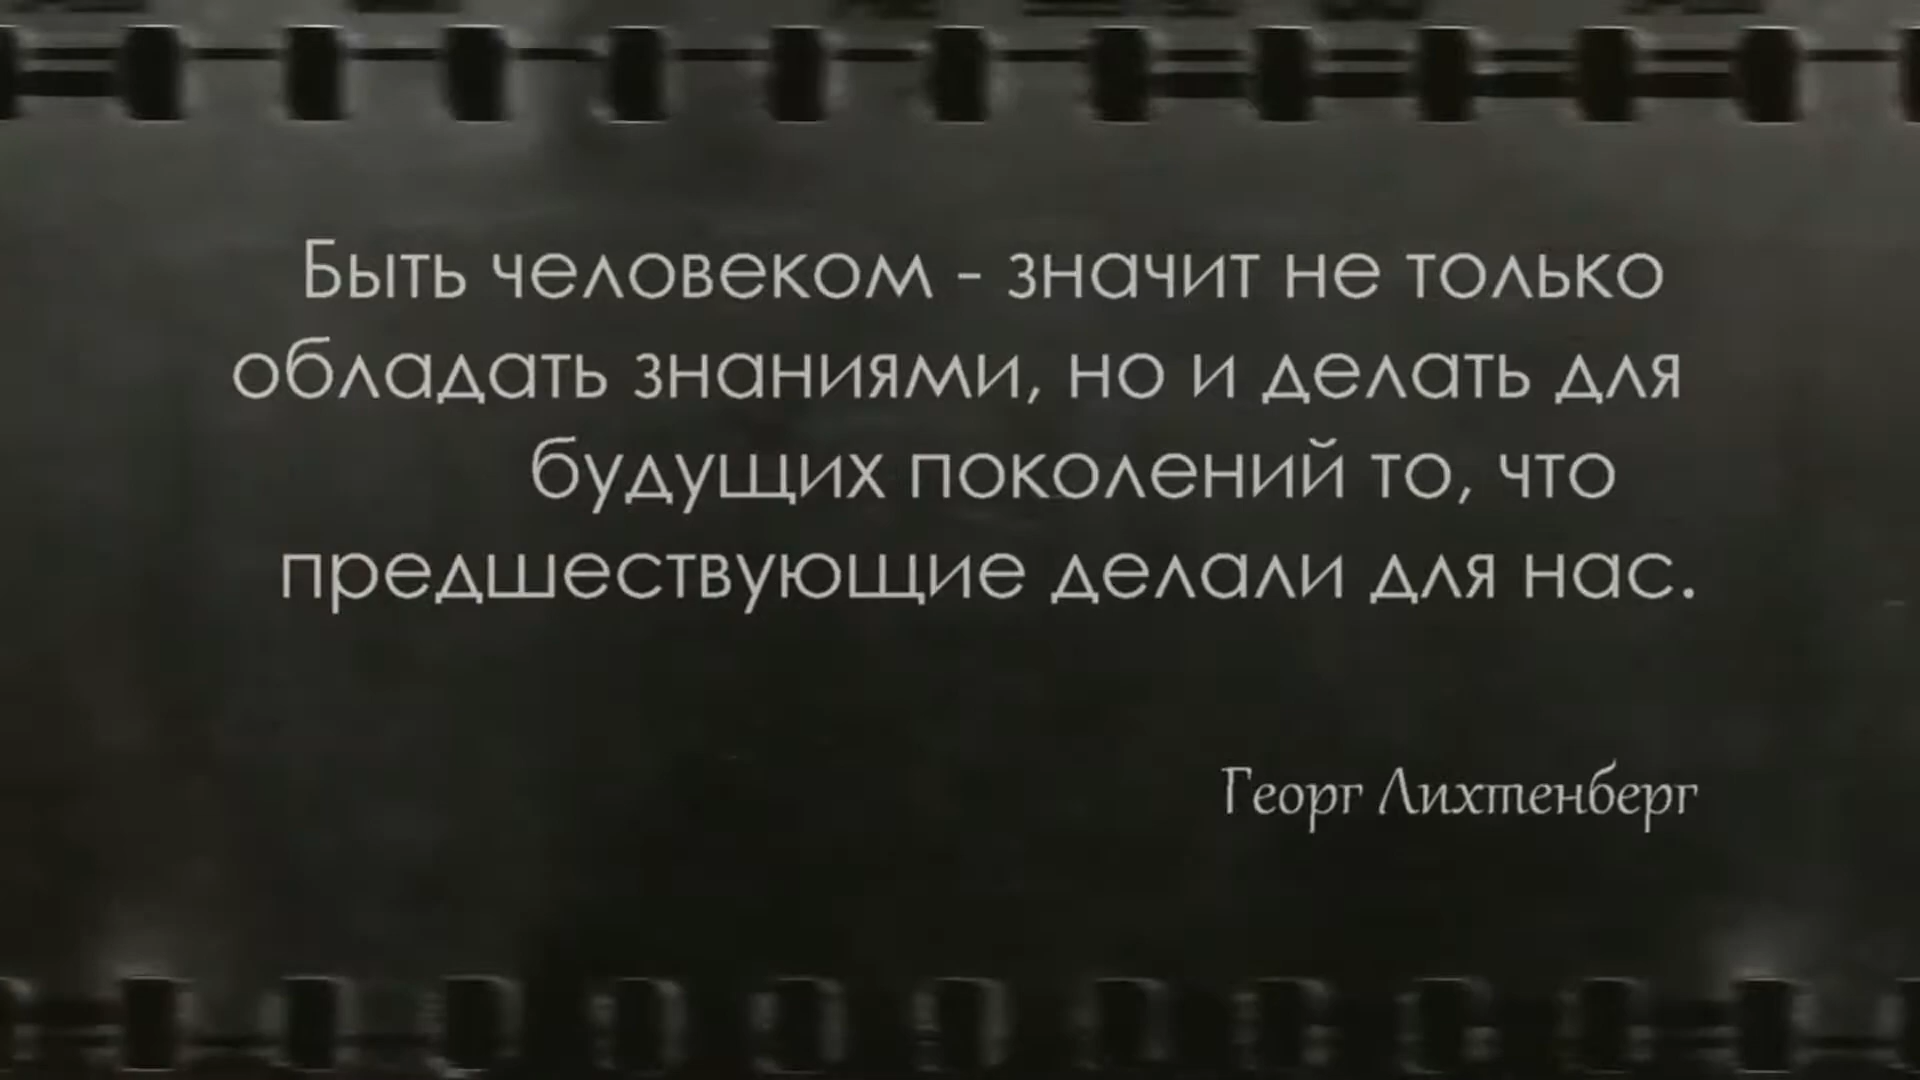 Быть человеком - значит не только
обладать знаниями, но и делать для
будущих поколений то, что
предшествующие делали для нас.
Георг Лихтенберг